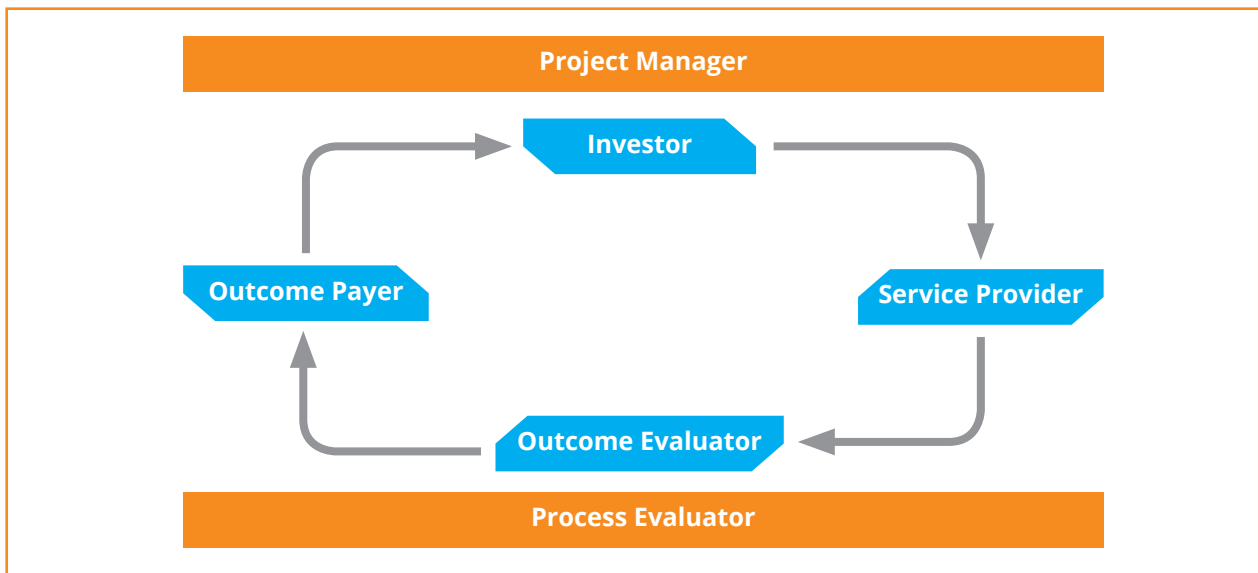 Project Manager
Investor
Outcome Payer
Service Provider
Outcome Evaluator
Process Evaluator